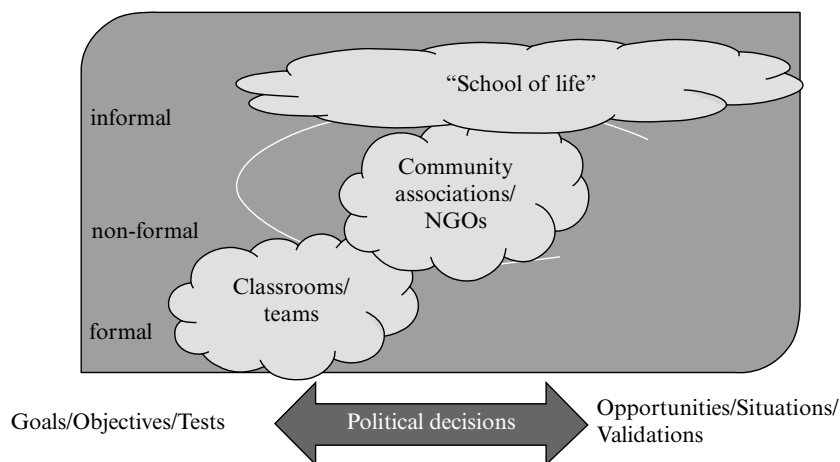 “School of life”
informal
Community
associations/
NGOs
non-formal
Classrooms/
teams
formal
Goals/Objectives/Tests
Political decisions
Opportunities/Situations/
Validations